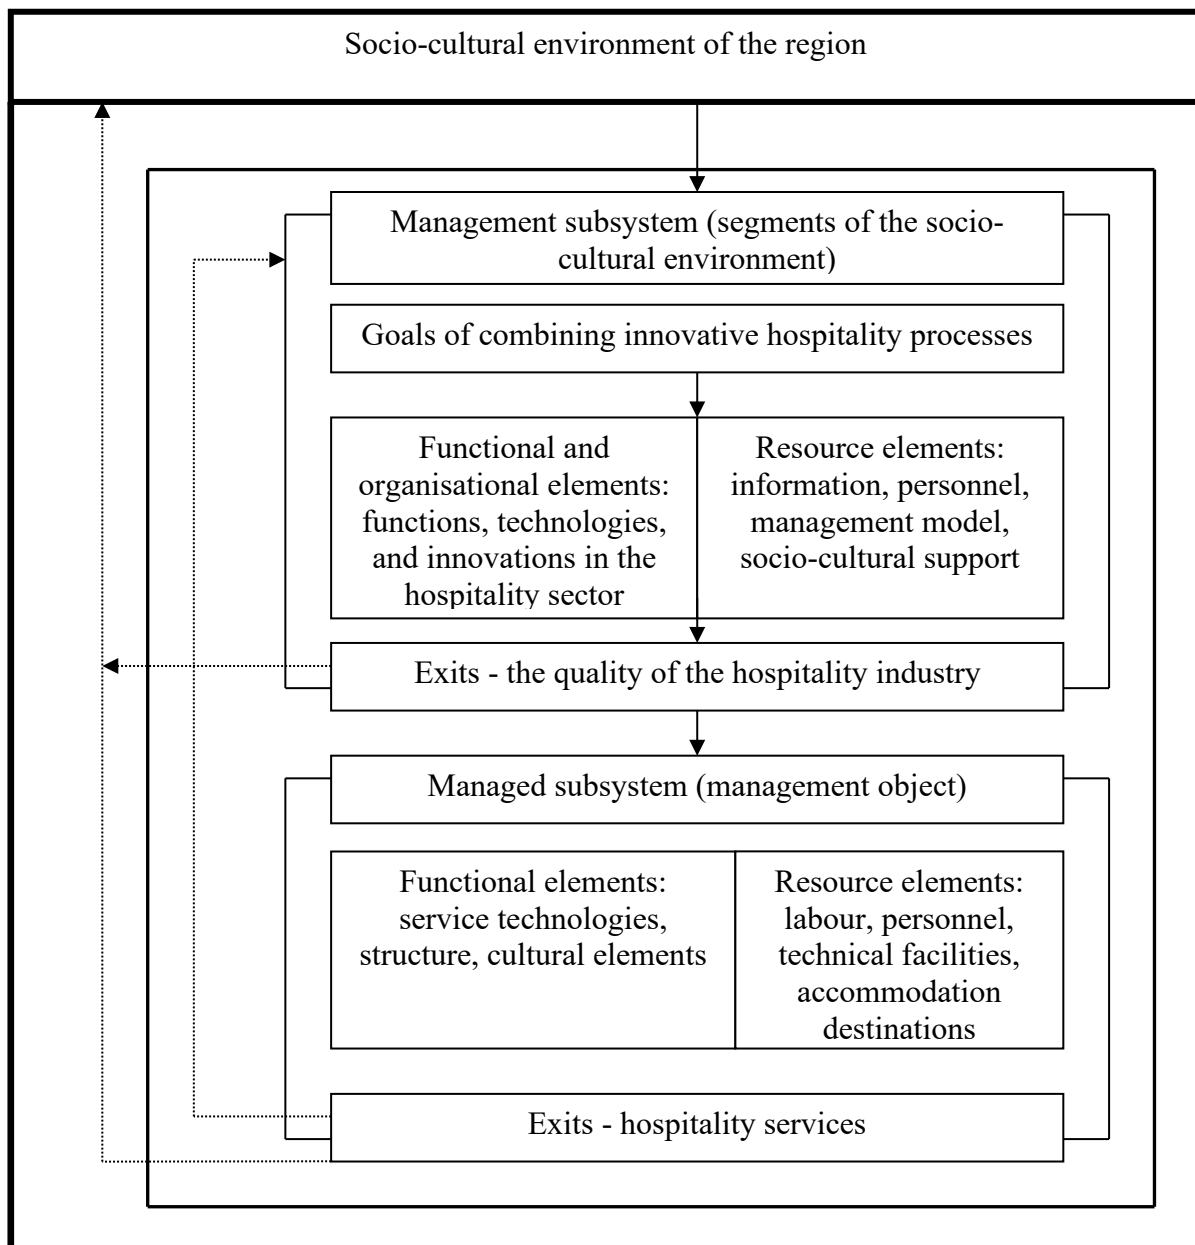 Socio-cultural environment of the region
Management subsystem (segments of the socio-
cultural environment)
Goals of combining innovative hospitality processes
Functional and
organisational elements:
functions, technologies,
and innovations in the
hospitality sector
Resource elements:
information, personnel,
management model,
socio-cultural support
Exits - the quality of the hospitality industry
Managed subsystem (management object)
Functional elements:
service technologies,
structure, cultural elements
Resource elements:
labour, personnel,
technical facilities,
accommodation
destinations
Exits - hospitality services